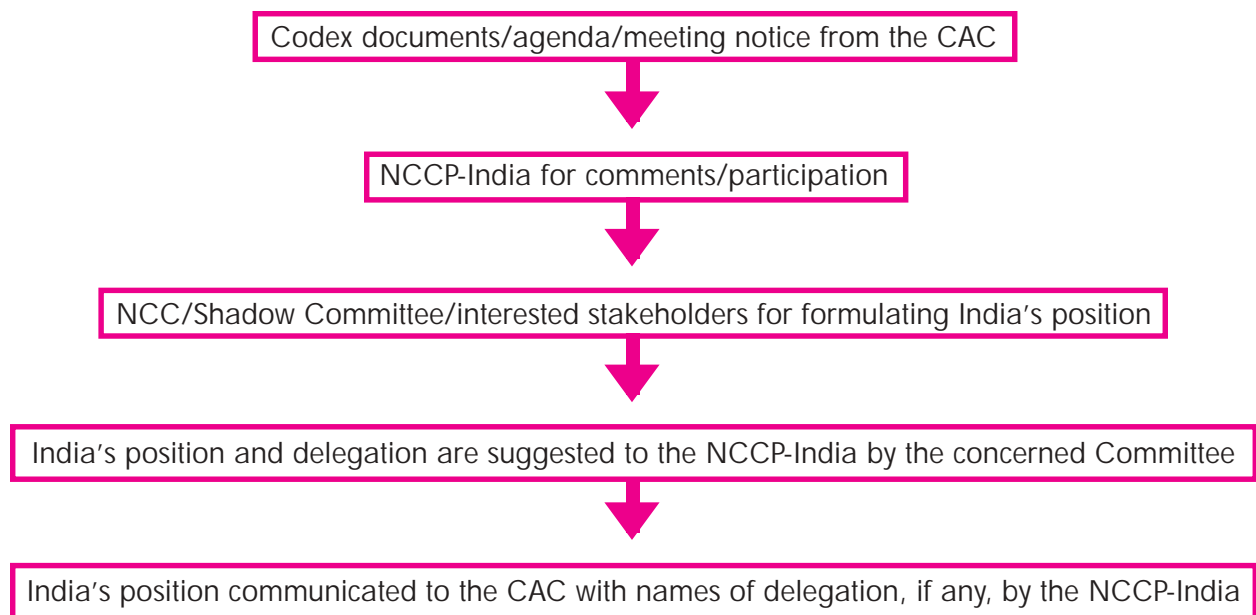 Codex documents/agenda/meeting notice from the CAC
NCCP-India for comments/participation
NCC/Shadow Committee/interested stakeholders for formulating India’s position
India’s position and delegation are suggested to the NCCP-India by the concerned Committee
India’s position communicated to the CAC with names of delegation, if any, by the NCCP-India